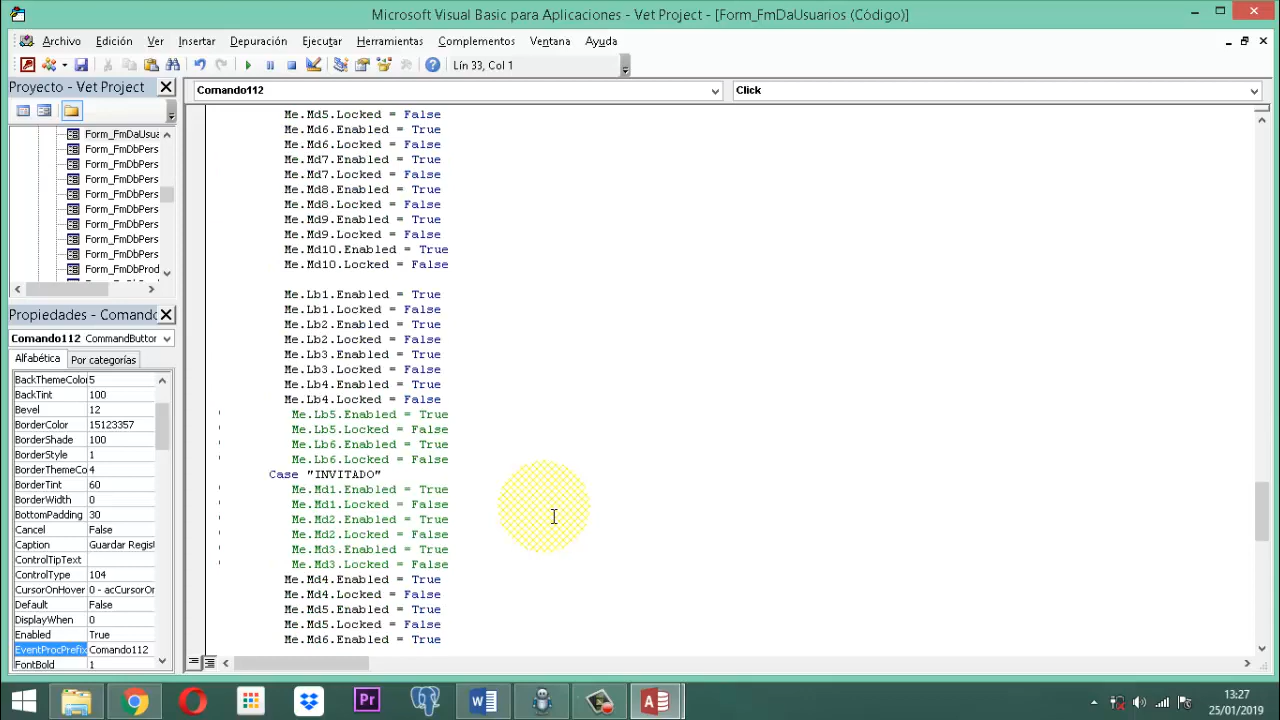 Microsoft Visual Basic para Aplicaciones - Vet Project - [Form_FmDaUsuarios (Código)]
Archivo Edición Ver Insertar Depuración Ejecutar Herramientas Complementos Ventana Ayuda
Lín 33, Col 1
Proyecto - Vet Project
Form_FmDaUsua
Form_FmDbPers
Form_FmDbPers
Form_FmDbPers
Form_FmDbPers
Form_FmDbPers
Form_FmDbPers
Form_FmDbPers
Form_FmDbPers
Form_FmDbProd
Propiedades - Comando
Comando112 CommandButton
Alfabética Por categorías
BackThemeColor 5
BackTint 100
Bevel 12
BorderColor 15123357
BorderShade 100
BorderStyle 1
BorderThemeCo 4
BorderTint 60
BorderWidth 0
BottomPadding 30
Cancel False
Caption Guardar Regist
ControlTipText
ControlType 104
CursorOnHover 0 - acCursorOn
Default False
DisplayWhen 0
Enabled True
EventProcPrefix Comando112
FontBold 1
Comando112 Click
Me.Md5.Locked = False
Me.Md6.Enabled = True
Me.Md6.Locked = False
Me.Md7.Enabled = True
Me.Md7.Locked = False
Me.Md8.Enabled = True
Me.Md8.Locked = False
Me.Md9.Enabled = True
Me.Md9.Locked = False
Me.Md10.Enabled = True
Me.Md10.Locked = False
Me.Lb1.Enabled = True
Me.Lb1.Locked = False
Me.Lb2.Enabled = True
Me.Lb2.Locked = False
Me.Lb3.Enabled = True
Me.Lb3.Locked = False
Me.Lb4.Enabled = True
Me.Lb4.Locked = False
' Me.Lb5.Enabled = True
' Me.Lb5.Locked = False
' Me.Lb6.Enabled = True
' Me.Lb6.Locked = False
Case "INVITADO"
' Me.Md1.Enabled = True
' Me.Md1.Locked = False
' Me.Md2.Enabled = True
' Me.Md2.Locked = False
' Me.Md3.Enabled = True
' Me.Md3.Locked = False
Me.Md4.Enabled = True
Me.Md4.Locked = False
Me.Md5.Enabled = True
Me.Md5.Locked = False
Me.Md6.Enabled = True
Pr
13:27
25/01/2019